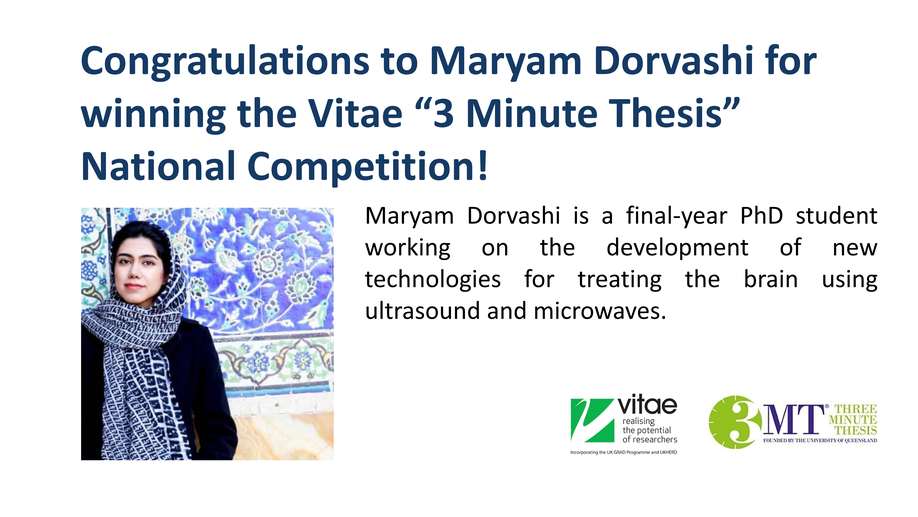 Congratulations to Maryam Dorvashi for
winning the Vitae “3 Minute Thesis”
National Competition!
Maryam Dorvashi is a final-year PhD student
working on the development of new
technologies for treating the brain using
ultrasound and microwaves.
vitae
realising
the potential
of researchers
Incorporating the UK GRAD Programme and UKHERD
3MT®
THREE
MINUTE
THESIS
FOUNDED BY THE UNIVERSITY OF QUEENSLAND